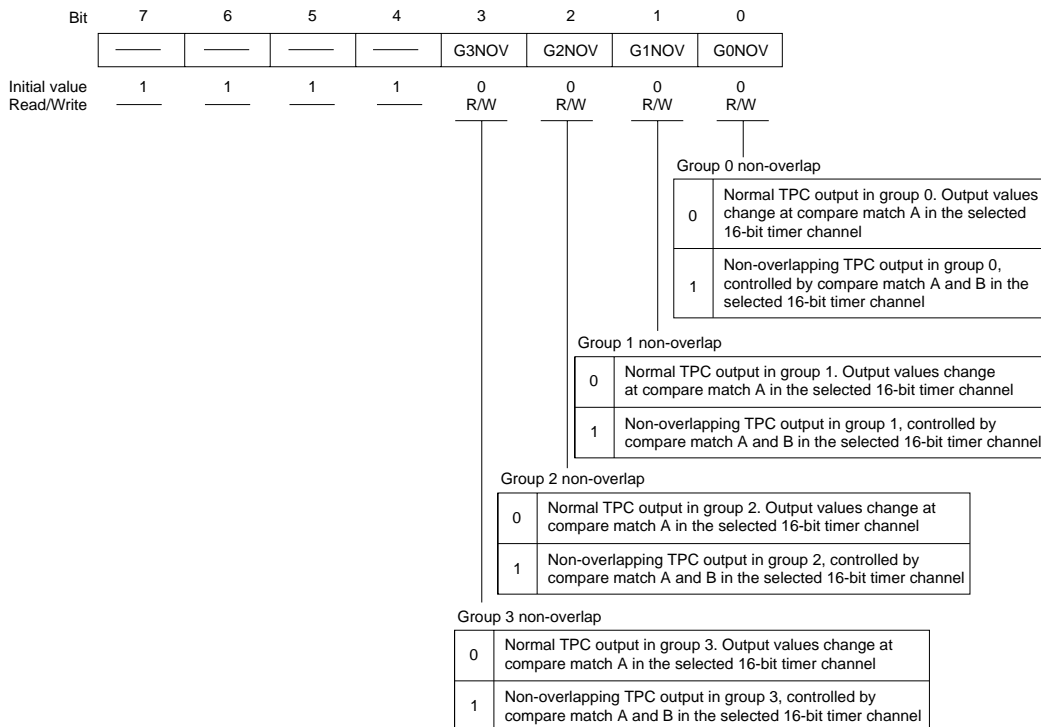 Bit 7 6 5 4 3 2 1 0
G3NOV G2NOV G1NOV G0NOV
Initial value 1 1 1 1 0 0 0 0
Read/Write R/W R/W R/W R/W
Group 0 non-overlap
0 Normal TPC output in group 0. Output values
change at compare match A in the selected
16-bit timer channel
1 Non-overlapping TPC output in group 0,
controlled by compare match A and B in the
selected 16-bit timer channel
Group 1 non-overlap
0 Normal TPC output in group 1. Output values change
at compare match A in the selected 16-bit timer channel
1 Non-overlapping TPC output in group 1, controlled by
compare match A and B in the selected 16-bit timer channel
Group 2 non-overlap
0 Normal TPC output in group 2. Output values change at
compare match A in the selected 16-bit timer channel
1 Non-overlapping TPC output in group 2, controlled by
compare match A and B in the selected 16-bit timer channel
Group 3 non-overlap
0 Normal TPC output in group 3. Output values change at
compare match A in the selected 16-bit timer channel
1 Non-overlapping TPC output in group 3, controlled by
compare match A and B in the selected 16-bit timer channel